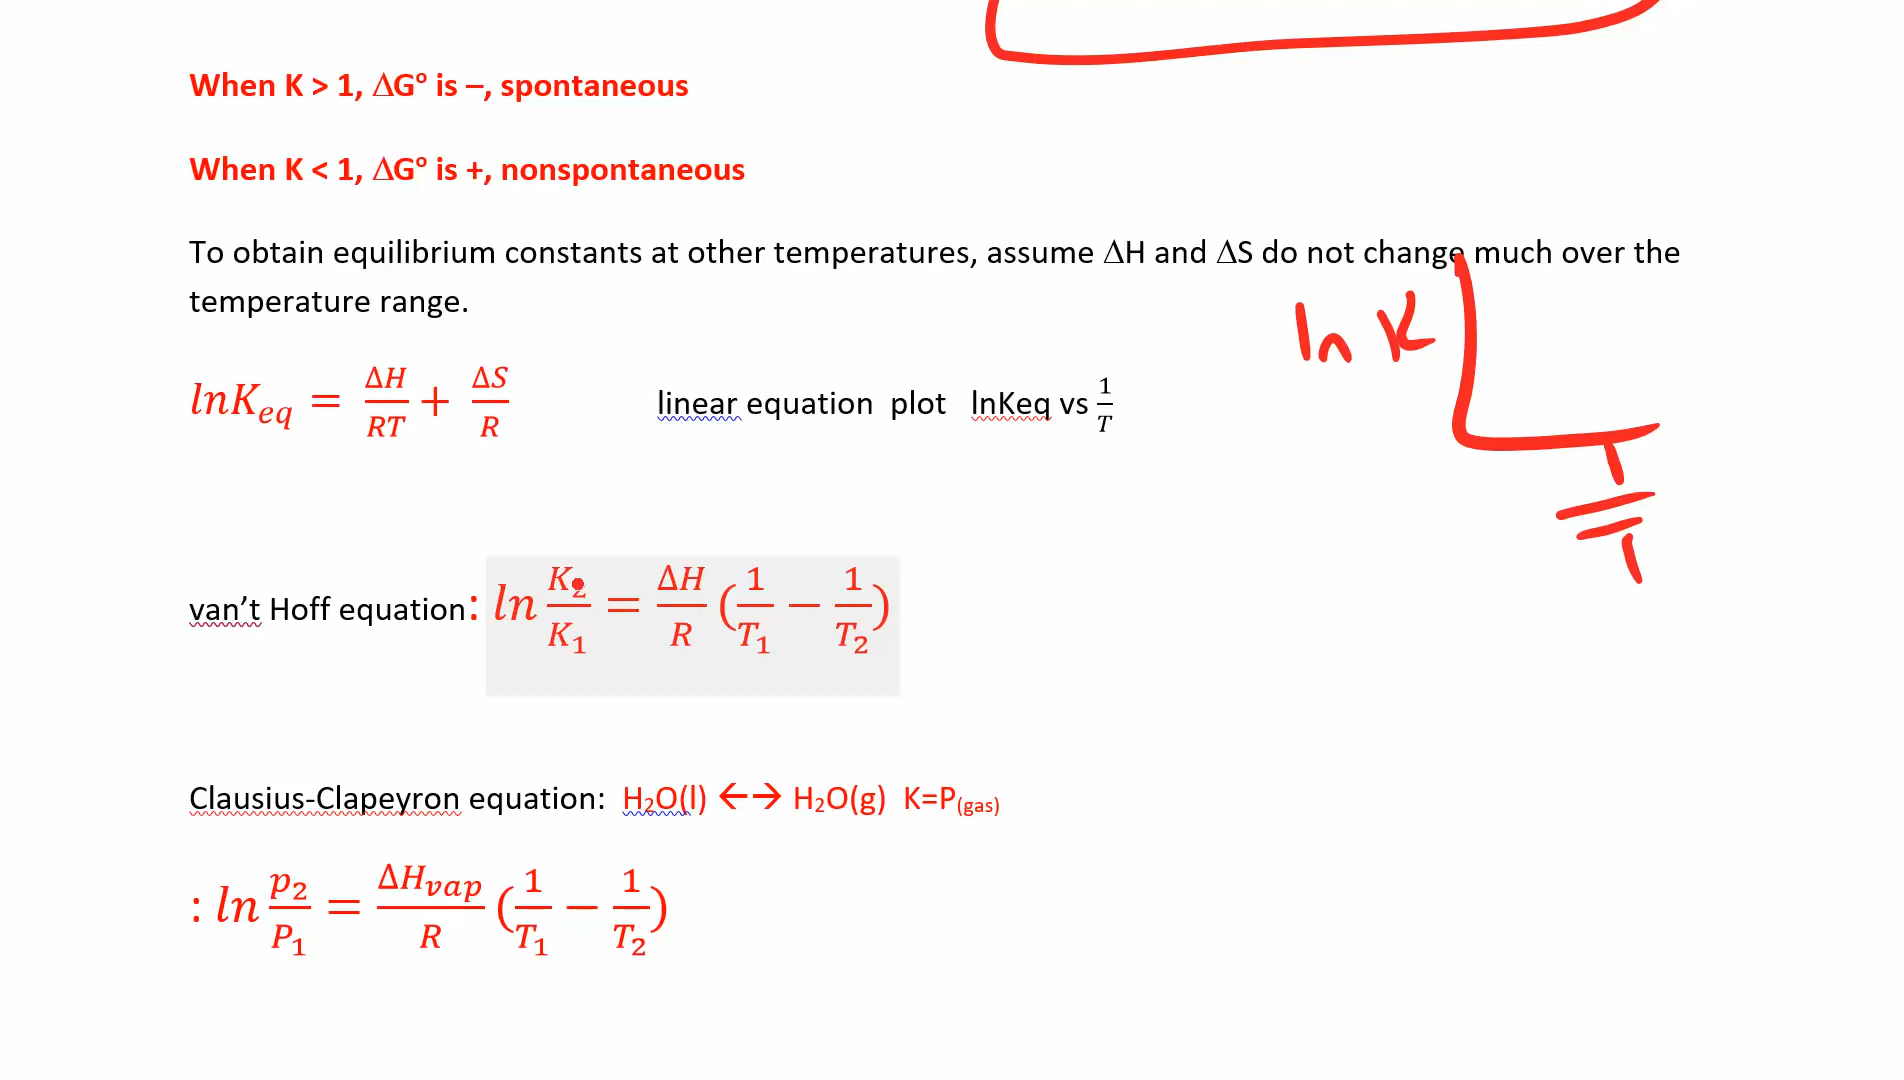 When K > 1, ΔG° is –, spontaneous
When K < 1, ΔG° is +, nonspontaneous
To obtain equilibrium constants at other temperatures, assume ΔH and ΔS do not change much over the
temperature range.
ln K
lnK_eq = ΔH/RT + ΔS/R linear equation plot lnKeq vs 1/T
1/T
van’t Hoff equation: ln K₂/K₁ = ΔH/R (1/T₁ − 1/T₂)
Clausius-Clapeyron equation: H₂O(l) ←→ H₂O(g) K=P₍gas₎
: ln p₂/P₁ = ΔH_vap/R (1/T₁ − 1/T₂)